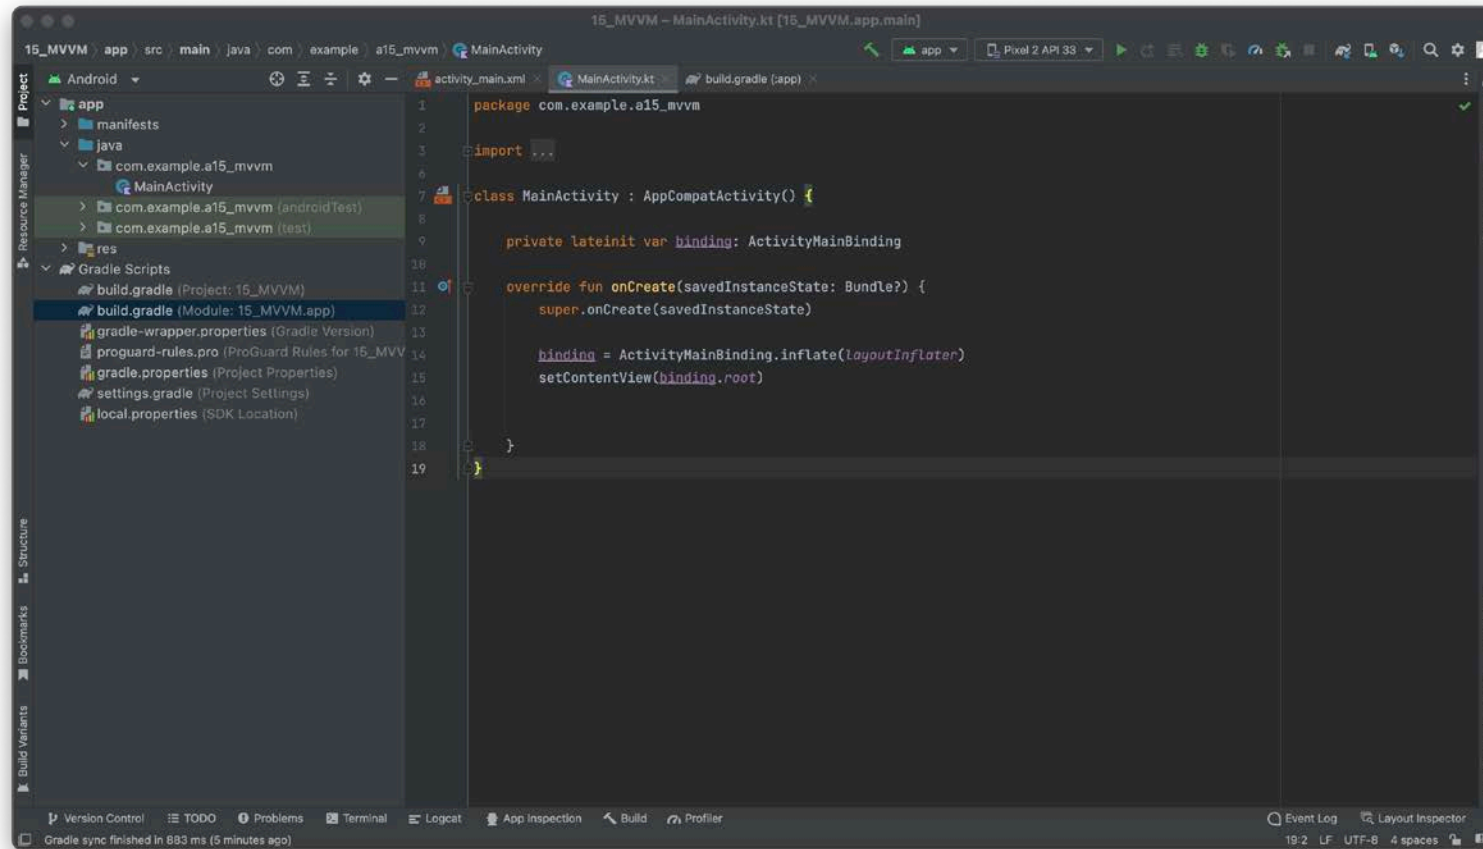 15_MVVM – MainActivity.kt [15_MVVM.app.main]
15_MVVM app src main java com example a15_mvvm MainActivity
app Pixel 2 API 33
Project
Resource Manager
Structure
Bookmarks
Build Variants
Android
app
manifests
java
com.example.a15_mvvm
MainActivity
com.example.a15_mvvm (androidTest)
com.example.a15_mvvm (test)
res
Gradle Scripts
build.gradle (Project: 15_MVVM)
build.gradle (Module: 15_MVVM.app)
gradle-wrapper.properties (Gradle Version)
proguard-rules.pro (ProGuard Rules for 15_MVV
gradle.properties (Project Properties)
settings.gradle (Project Settings)
local.properties (SDK Location)
activity_main.xml MainActivity.kt build.gradle (:app)
1 package com.example.a15_mvvm
2
3 import ...
6
7 class MainActivity : AppCompatActivity() {
8
9 private lateinit var binding: ActivityMainBinding
10
11 override fun onCreate(savedInstanceState: Bundle?) {
12 super.onCreate(savedInstanceState)
13
14 binding = ActivityMainBinding.inflate(layoutInflater)
15 setContentView(binding.root)
16
17
18 }
19 }
Version Control TODO Problems Terminal Logcat App Inspection Build Profiler Event Log Layout Inspector
Gradle sync finished in 883 ms (5 minutes ago) 19:2 LF UTF-8 4 spaces